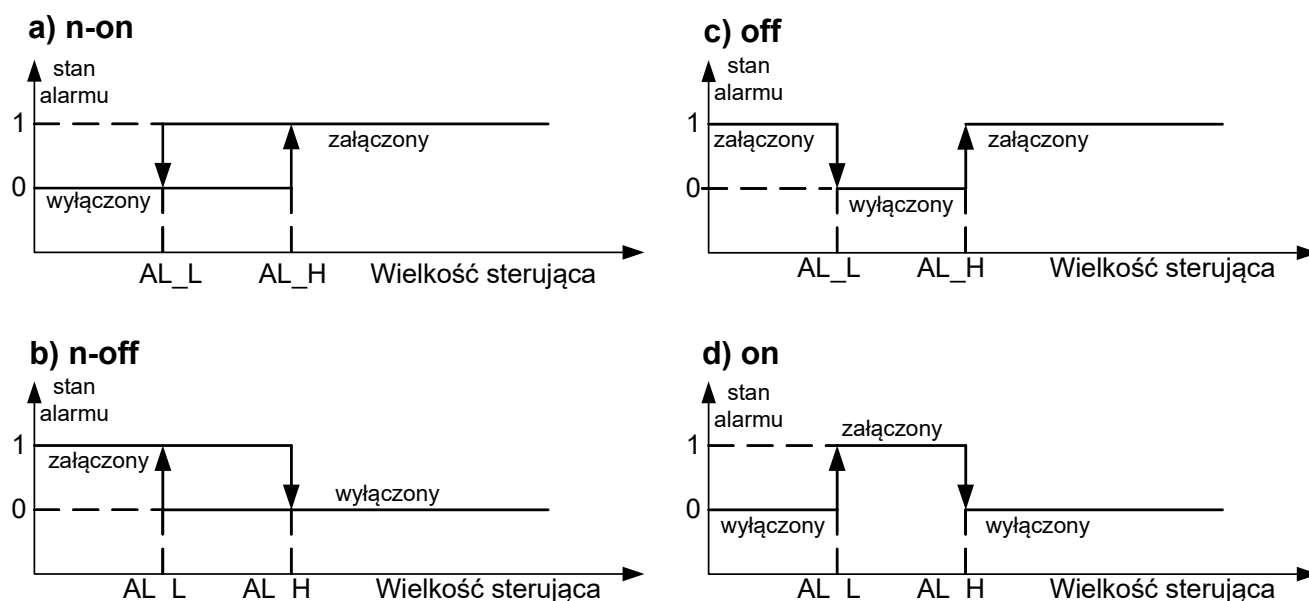 a) n-on
stan
alarmu
1
załączony
0
wyłączony
AL_L
AL_H
Wielkość sterująca
c) off
stan
alarmu
1
załączony
załączony
0
wyłączony
AL_L
AL_H
Wielkość sterująca
b) n-off
stan
alarmu
1
załączony
wyłączony
0
AL_L
AL_H
Wielkość sterująca
d) on
stan
alarmu
załączony
1
0
wyłączony
wyłączony
AL_L
AL_H
Wielkość sterująca